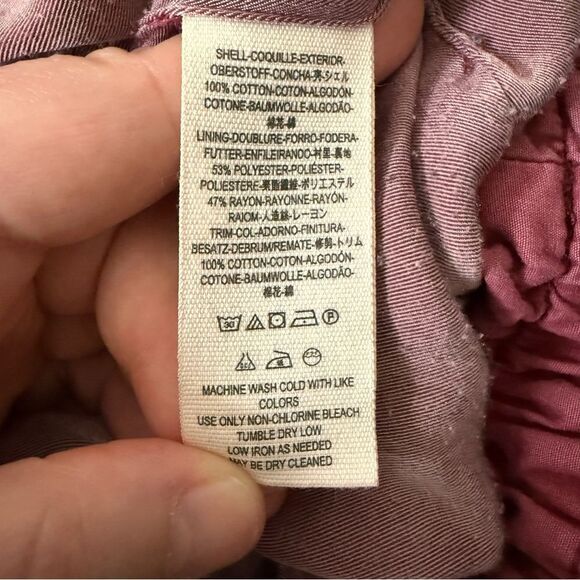 SHELL-COQUILLE-EXTERIOR-
OBERSTOFF-CONCHA-壳-シェル
100% COTTON-COTON-ALGODÓN-
COTONE-BAUMWOLLE-ALGODÃO-
棉花-綿
LINING-DOUBLURE-FORRO-FODERA-
FUTTER-ENFILEIRANDO-衬里-裏地
53% POLYESTER-POLIÉSTER-
POLIESTERE-聚酯纖維-ポリエステル
47% RAYON-RAYONNE-RAYÓN-
RAIOM-人造絲-レーヨン
TRIM-COL-ADORNO-FINITURA-
BESATZ-DEBRUM/REMATE-修剪-トリム
100% COTTON-COTON-ALGODÓN-
COTONE-BAUMWOLLE-ALGODÃO-
棉花-綿
30 P
MACHINE WASH COLD WITH LIKE
COLORS
USE ONLY NON-CHLORINE BLEACH
TUMBLE DRY LOW
LOW IRON AS NEEDED
MAY BE DRY CLEANED